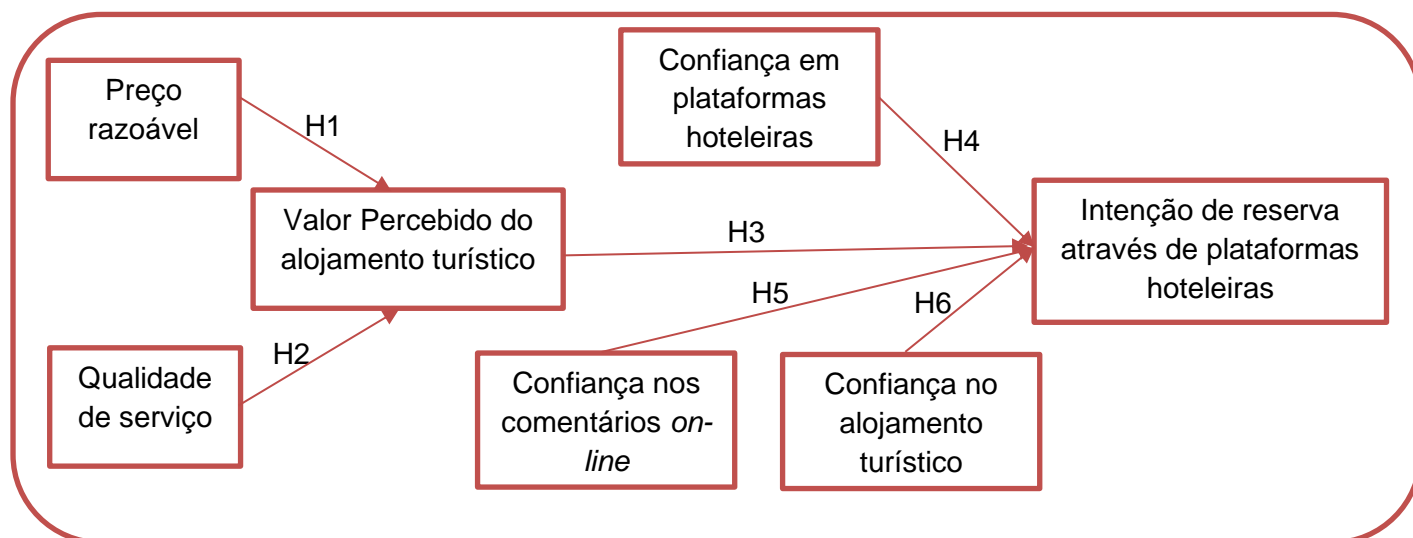 Preço
razoável
H1
Confiança em
plataformas
hoteleiras
H4
Valor Percebido do
alojamento turístico
H3
Intenção de reserva
através de plataformas
hoteleiras
H2
Qualidade
de serviço
H5
H6
Confiança nos
comentários on-
line
Confiança no
alojamento
turístico